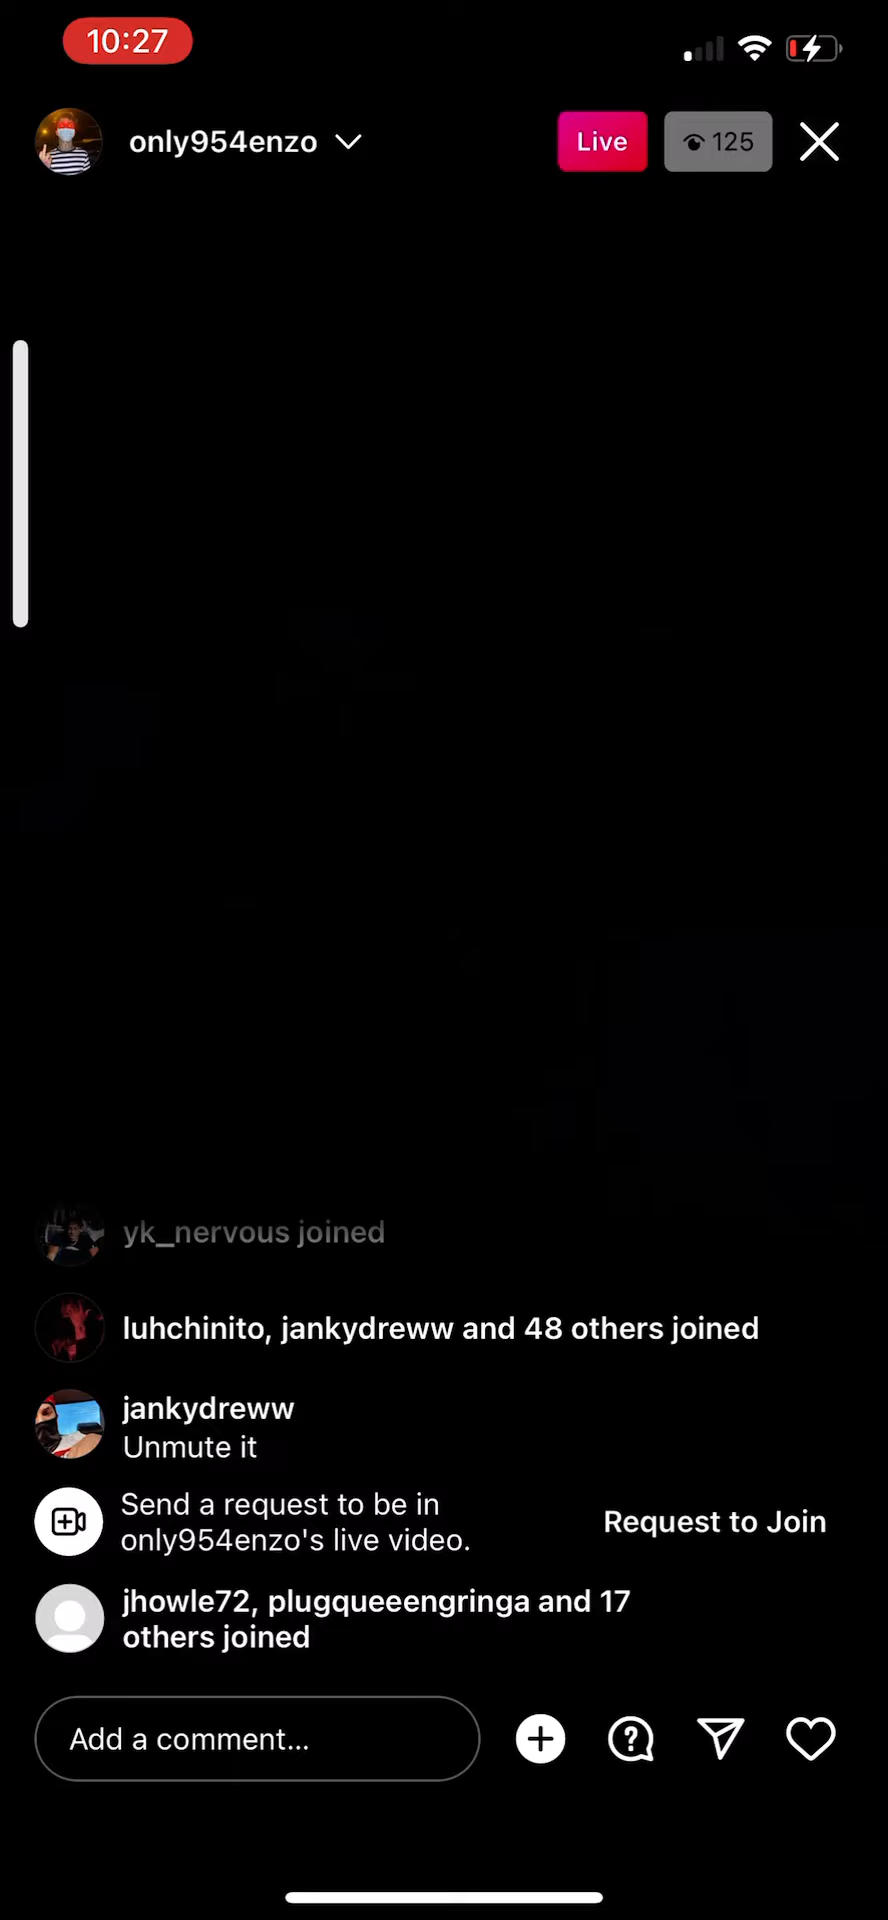 10:27
only954enzo
Live
125
yk_nervous joined
luhchinito, jankydreww and 48 others joined
jankydreww
Unmute it
Send a request to be in
only954enzo's live video.
Request to Join
jhowle72, plugqueeengringa and 17
others joined
Add a comment...